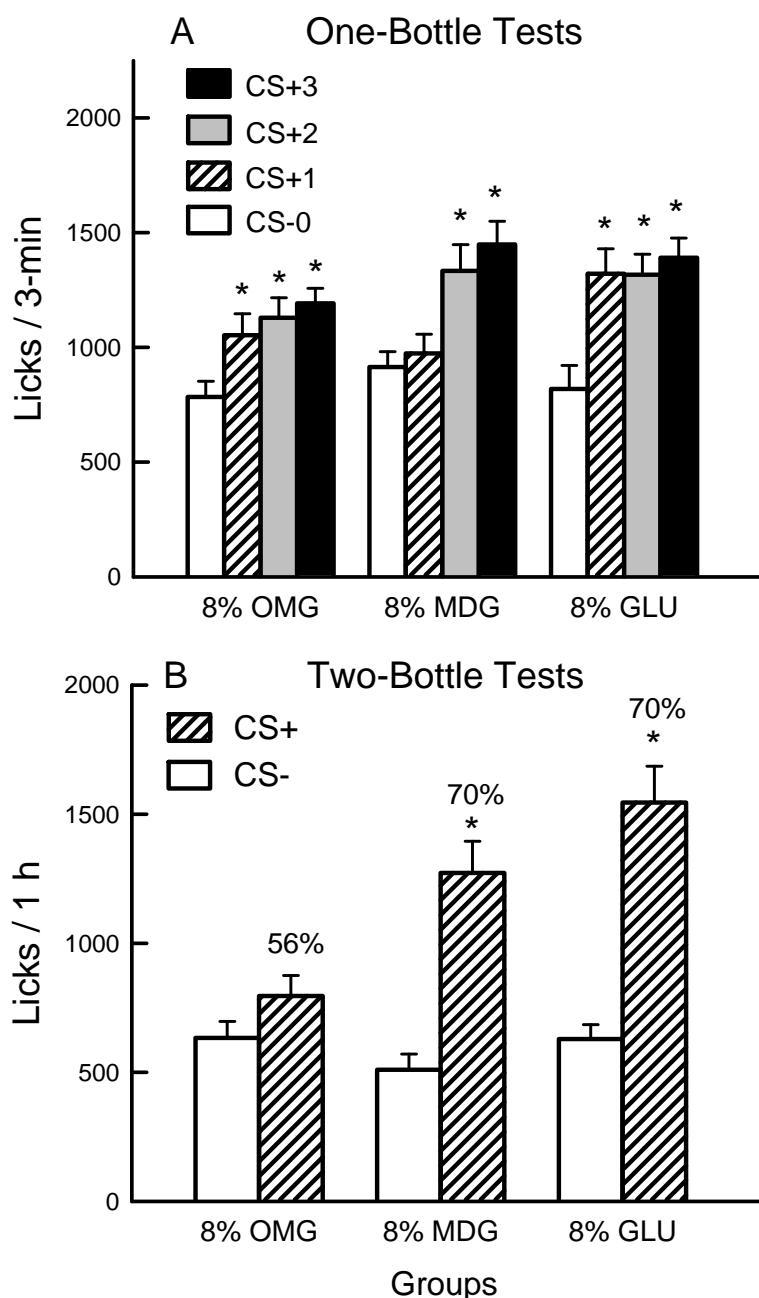 A One-Bottle Tests
CS+3
CS+2
CS+1
CS-0
2000
1500
1000
500
0
Licks / 3-min
* * *
* *
* * *
8% OMG 8% MDG 8% GLU
B Two-Bottle Tests
CS+
CS-
2000
1500
1000
500
0
Licks / 1 h
56%
70%
*
70%
*
8% OMG 8% MDG 8% GLU
Groups